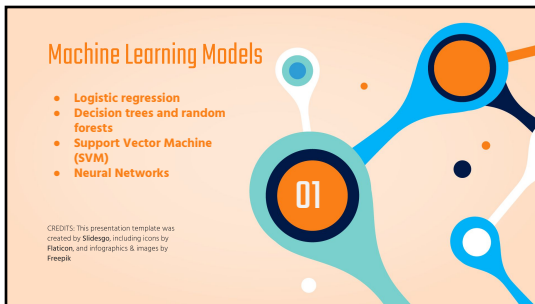 Machine Learning Models
● Logistic regression
● Decision trees and random
forests
● Support Vector Machine
(SVM)
● Neural Networks
01
CREDITS: This presentation template was
created by Slidesgo, including icons by
Flaticon, and infographics & images by
Freepik